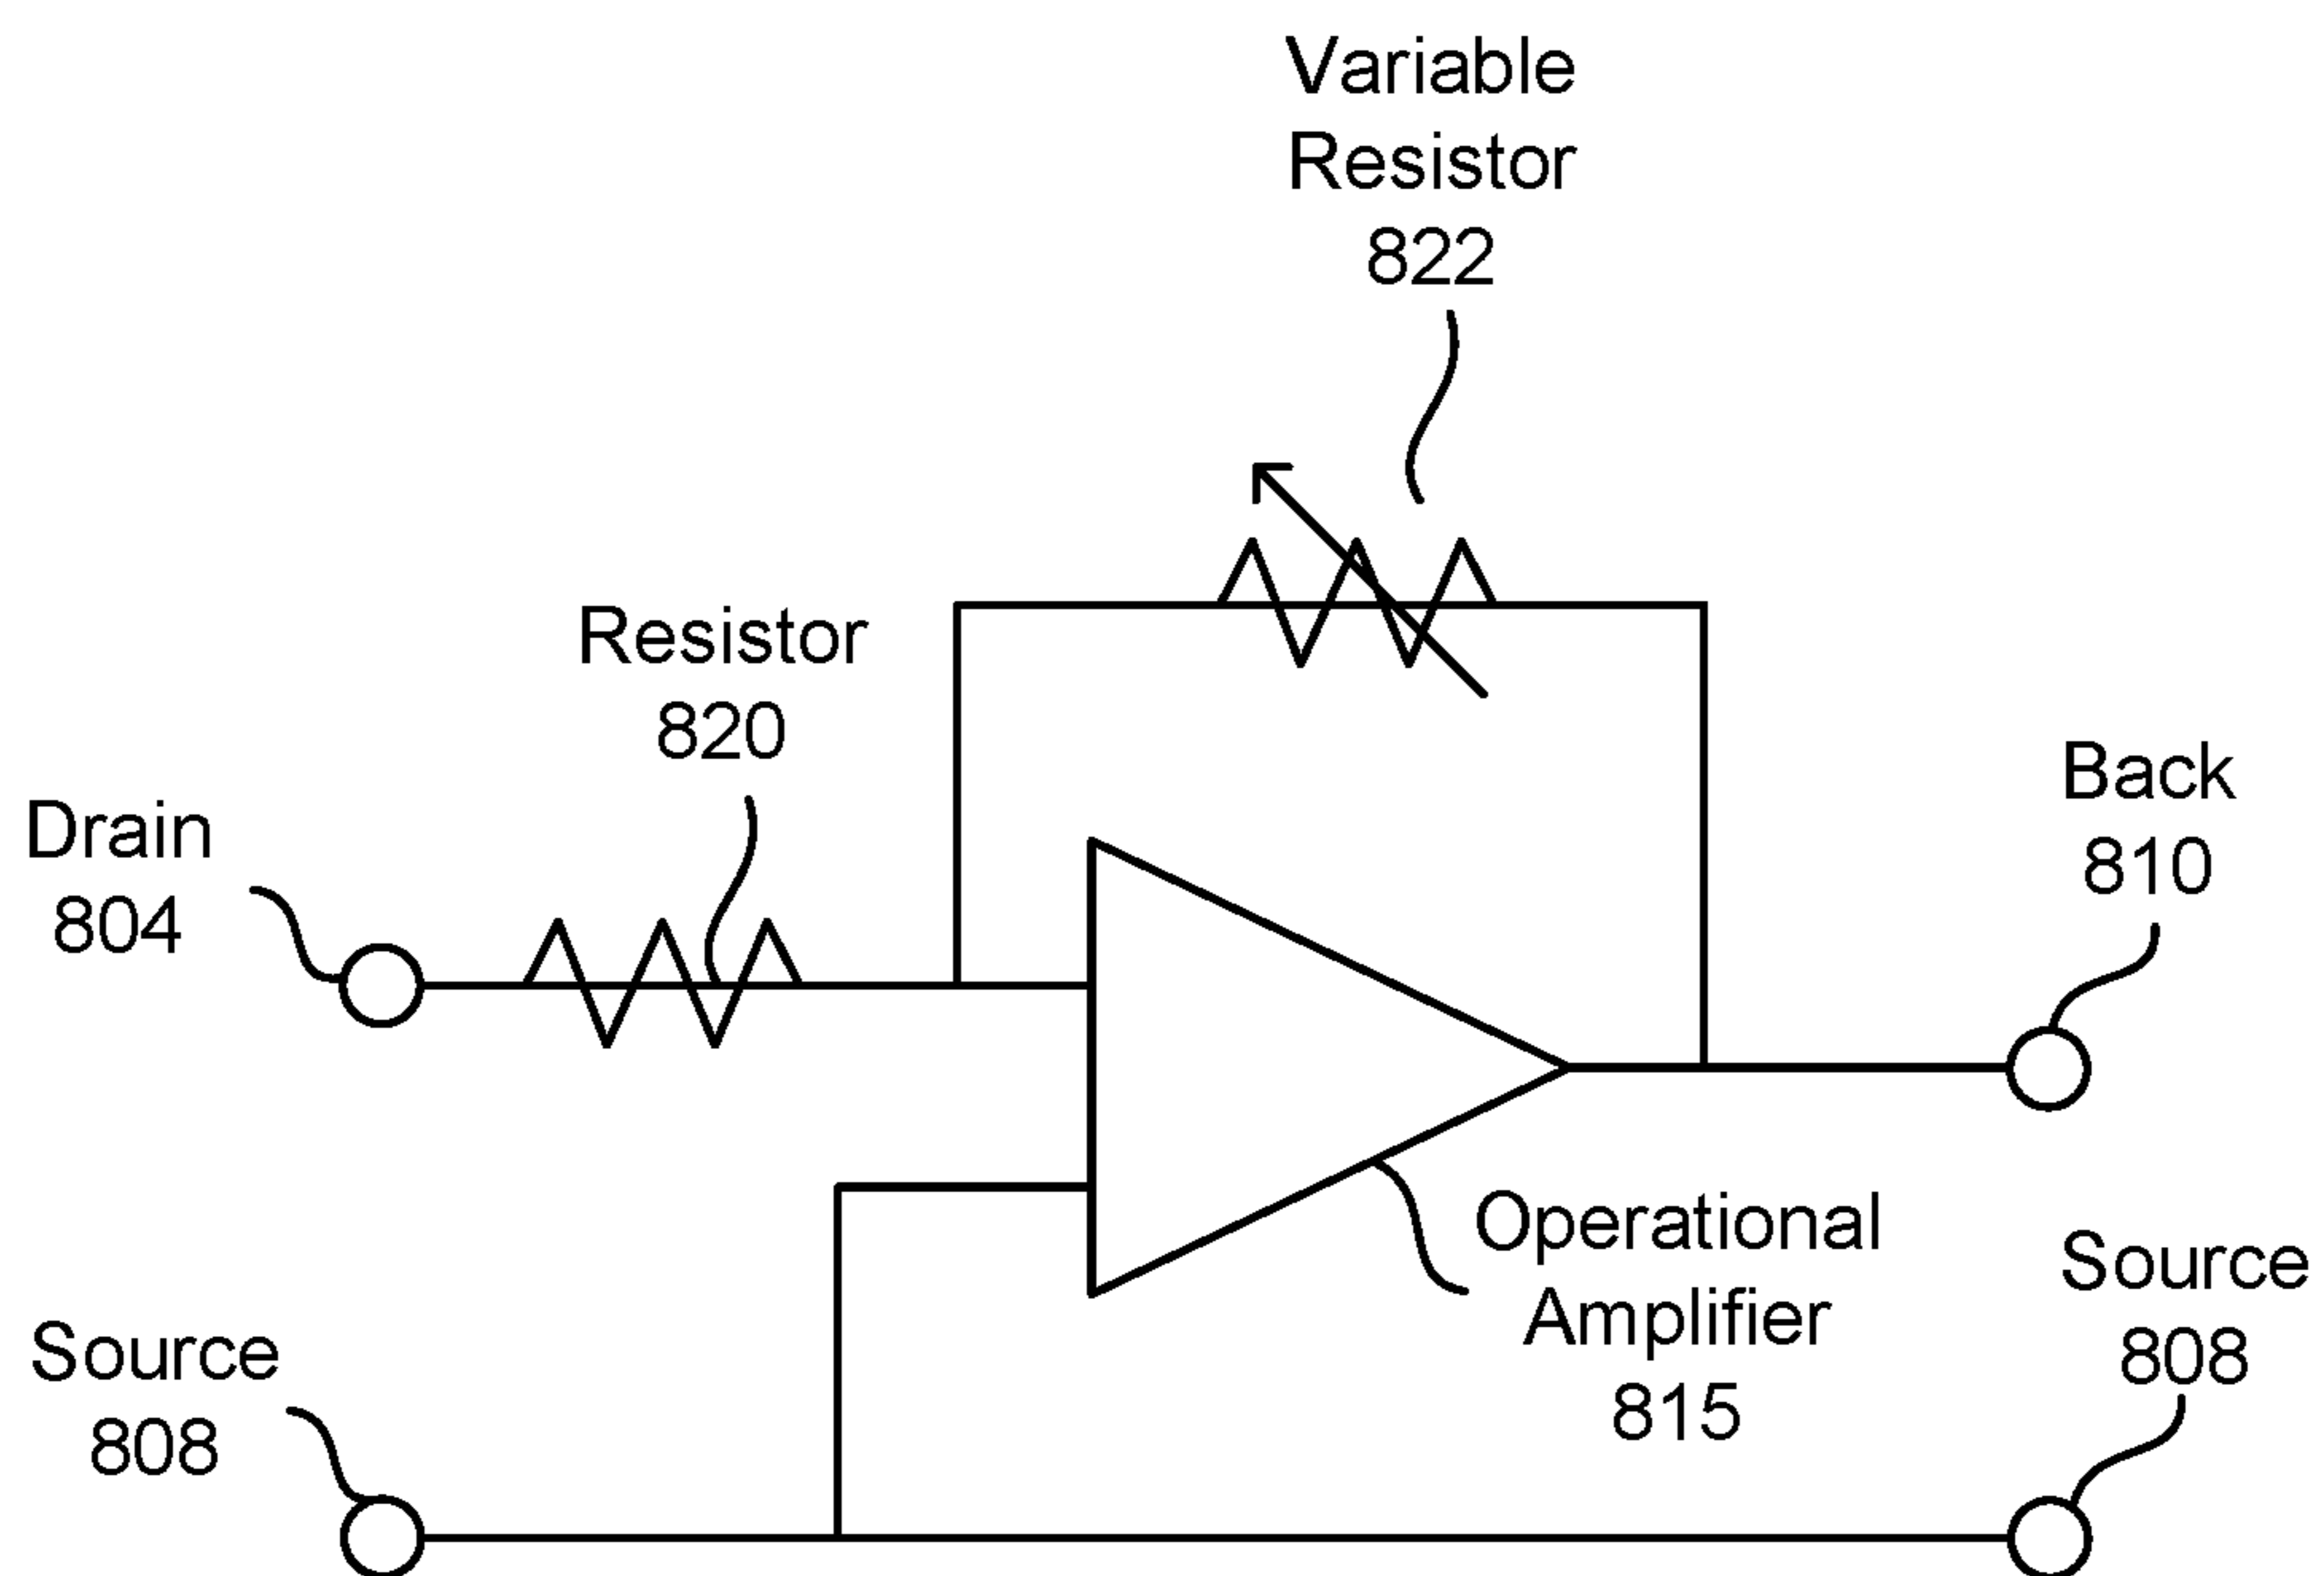 Variable
Resistor
822
Resistor
820
Drain
804
Back
810
Operational
Amplifier
815
Source
808
Source
808